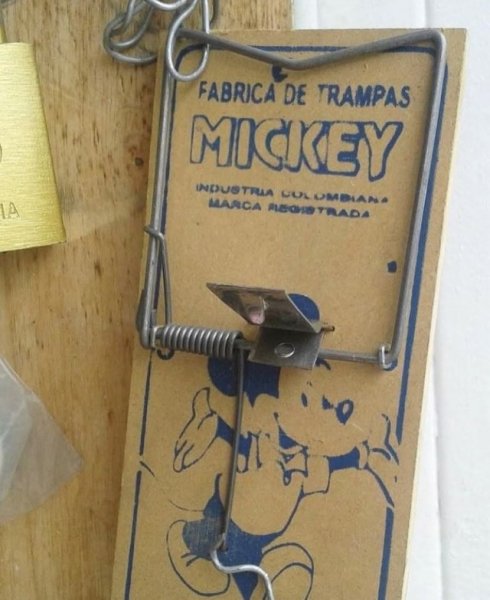 FABRICA DE TRAMPAS
MICKEY
INDUSTRIA COLOMBIANA
MARCA REGISTRADA